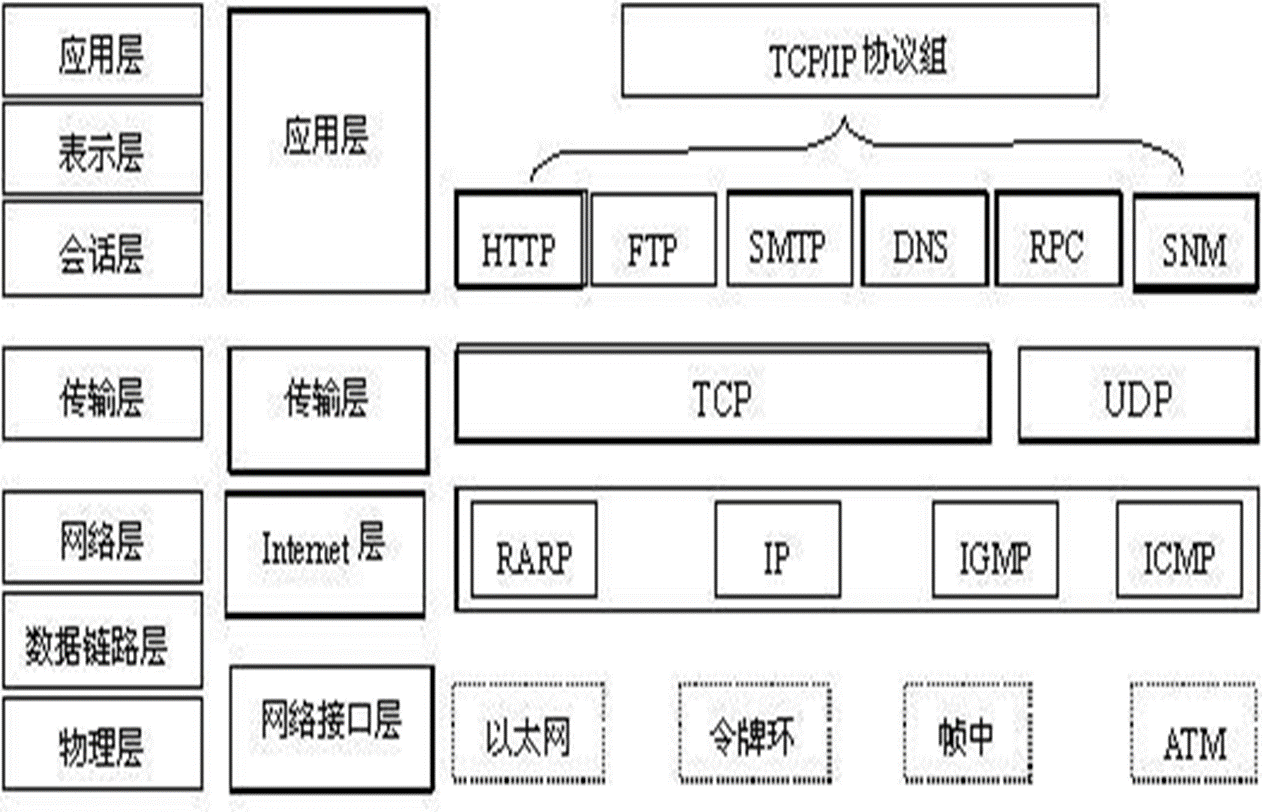 应用层
表示层
会话层
传输层
网络层
数据链路层
物理层
应用层
传输层
Internet 层
网络接口层
TCP/IP 协议组
HTTP
FTP
SMTP
DNS
RPC
SNM
TCP
UDP
RARP
IP
IGMP
ICMP
以太网
令牌环
帧中
ATM